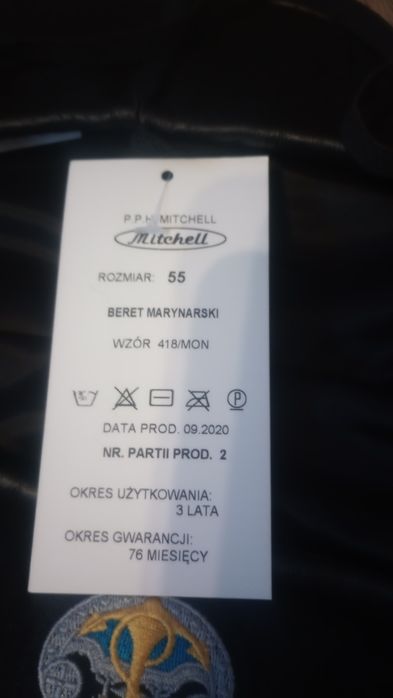 P.P.H. MITCHELL
Mitchell
ROZMIAR: 55
BERET MARYNARSKI
WZÓR 418/MON
P
DATA PROD. 09.2020
NR. PARTII PROD. 2
OKRES UŻYTKOWANIA:
3 LATA
OKRES GWARANCJI:
76 MIESIĘCY